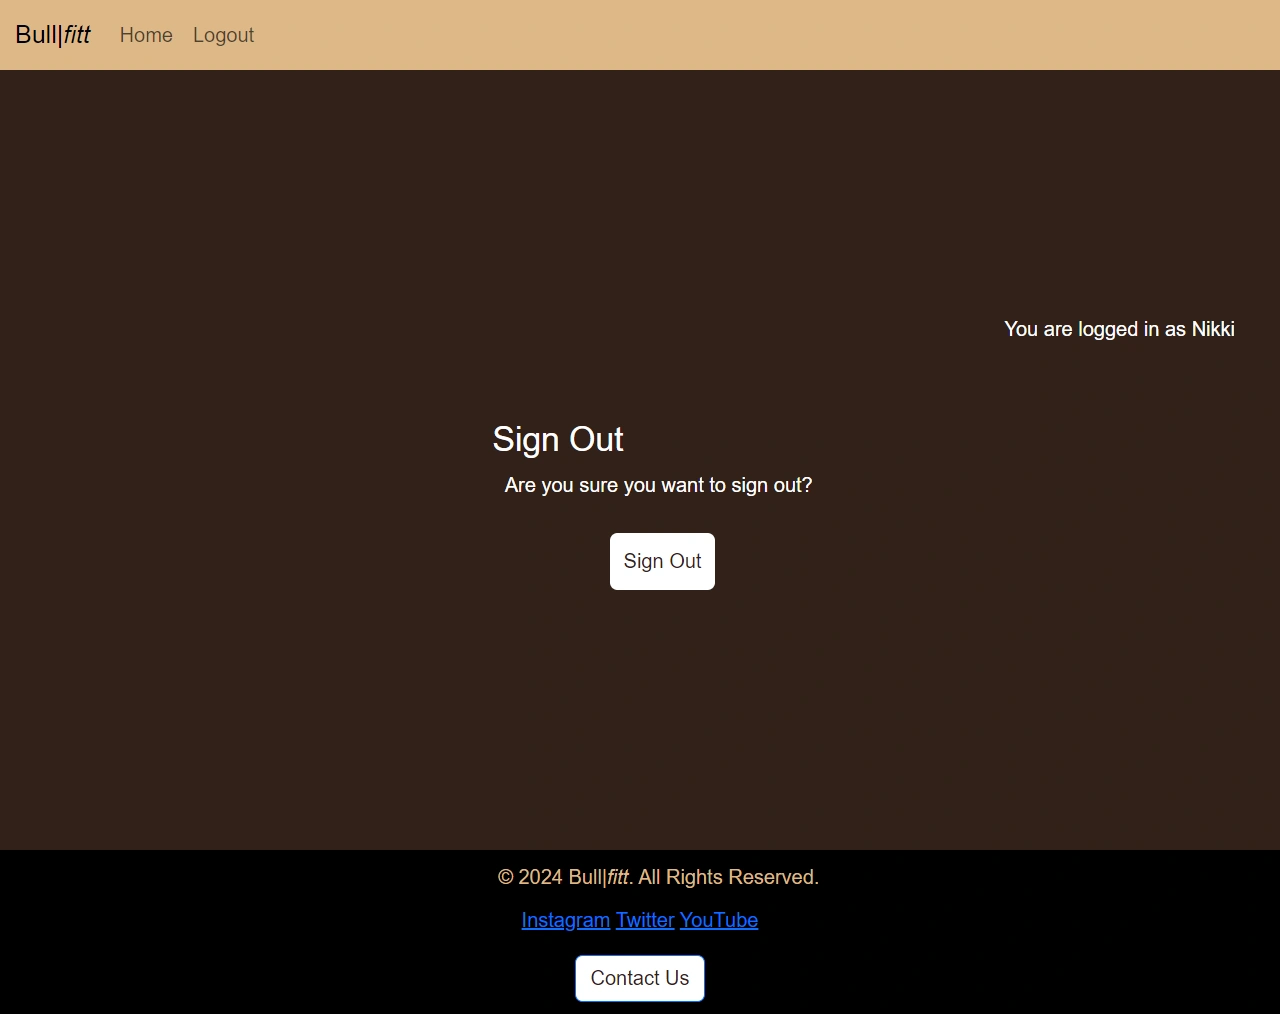 Bull|fitt Home Logout
You are logged in as Nikki
Sign Out
Are you sure you want to sign out?
Sign Out
© 2024 Bull|fitt. All Rights Reserved.
Instagram Twitter YouTube
Contact Us